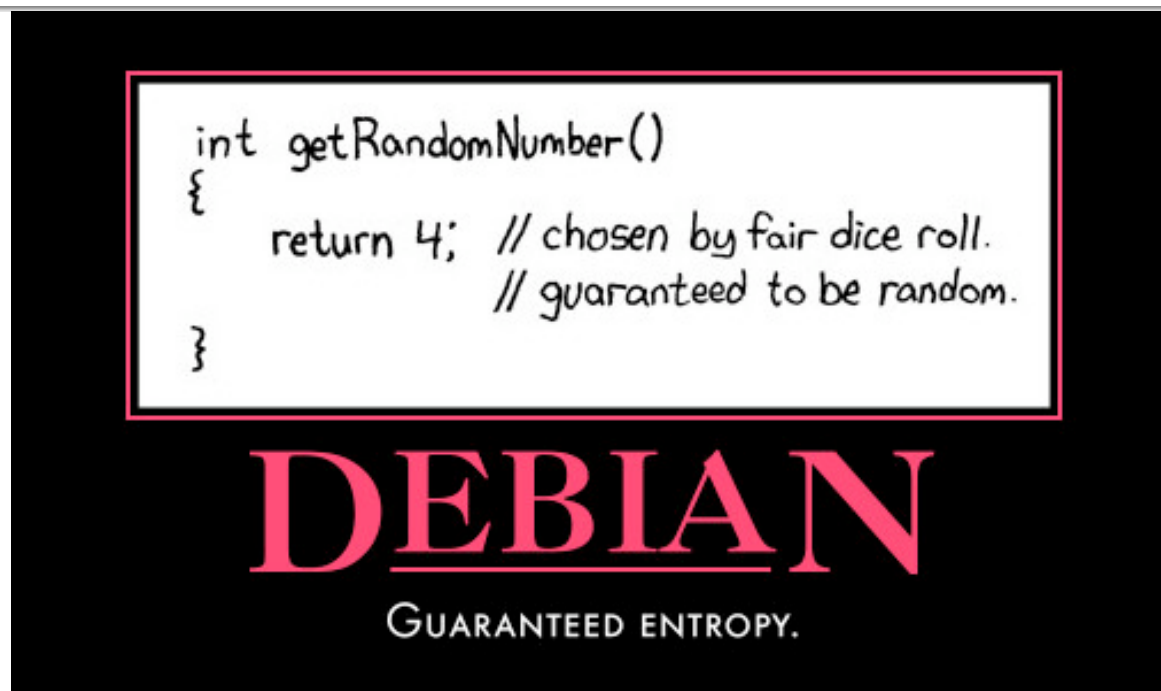 int getRandomNumber()
{
return 4; // chosen by fair dice roll.
// guaranteed to be random.
}
DEBIAN
GUARANTEED ENTROPY.